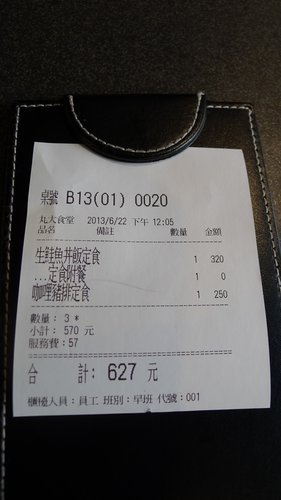 桌號 B13(01) 0020
丸大食堂 2013/6/22 下午 12:05
品名 備註 數量 金額
生鮭魚丼飯定食 1 320
...定食附餐 1 0
咖哩豬排定食 1 250
數量: 3*
小計: 570 元
服務費:57
合 計: 627 元
櫃檯人員:員工 班別:早班 代號:001